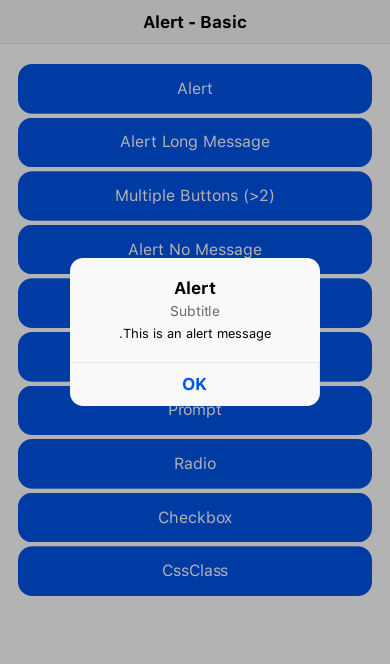 Alert - Basic
Alert
Alert Long Message
Multiple Buttons (>2)
Alert No Message
Alert
Subtitle
.This is an alert message
OK
Prompt
Radio
Checkbox
CssClass